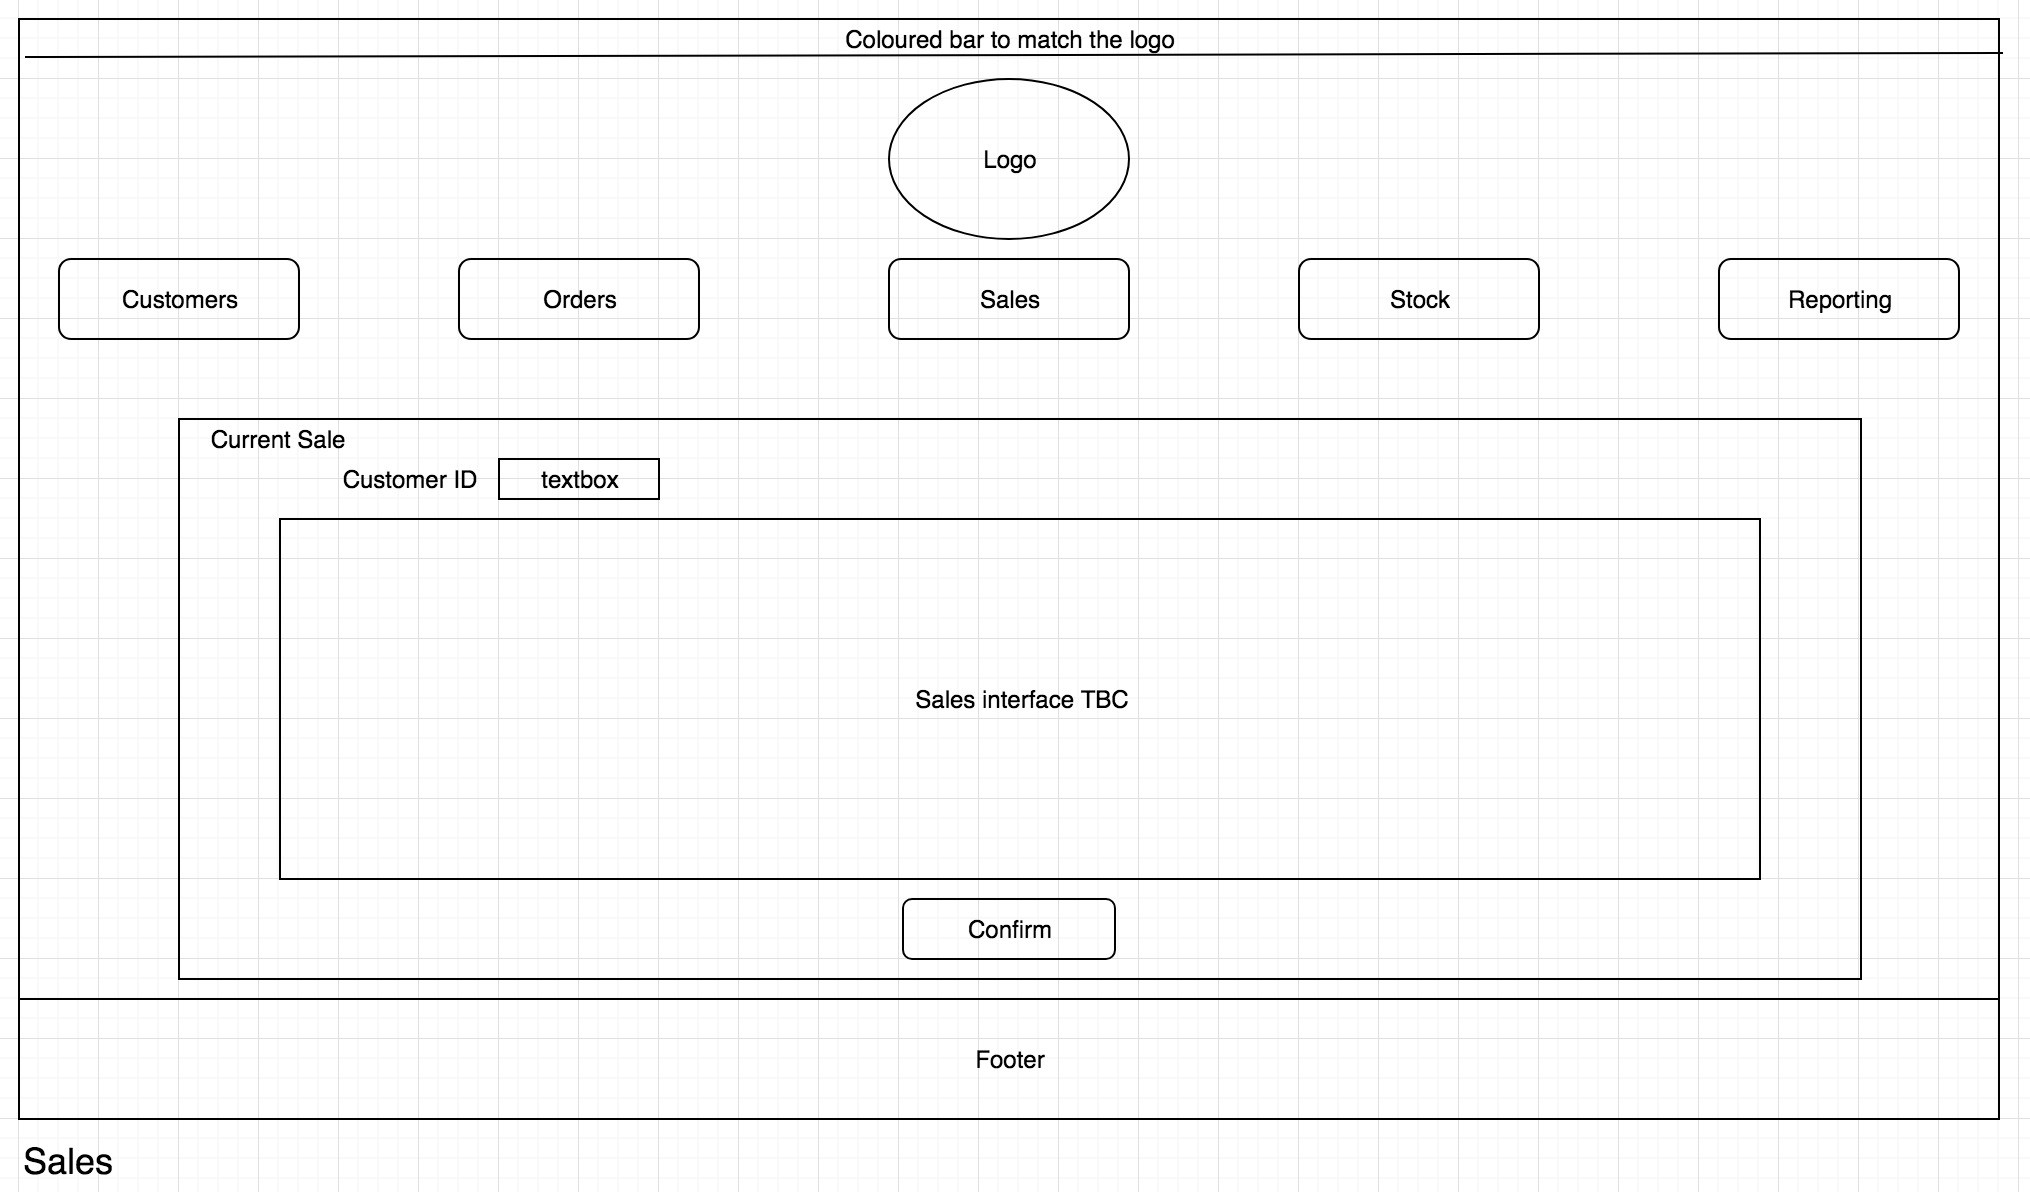 Coloured bar to match the logo
Logo
Customers
Orders
Sales
Stock
Reporting
Current Sale
Customer ID
textbox
Sales interface TBC
Confirm
Footer
Sales